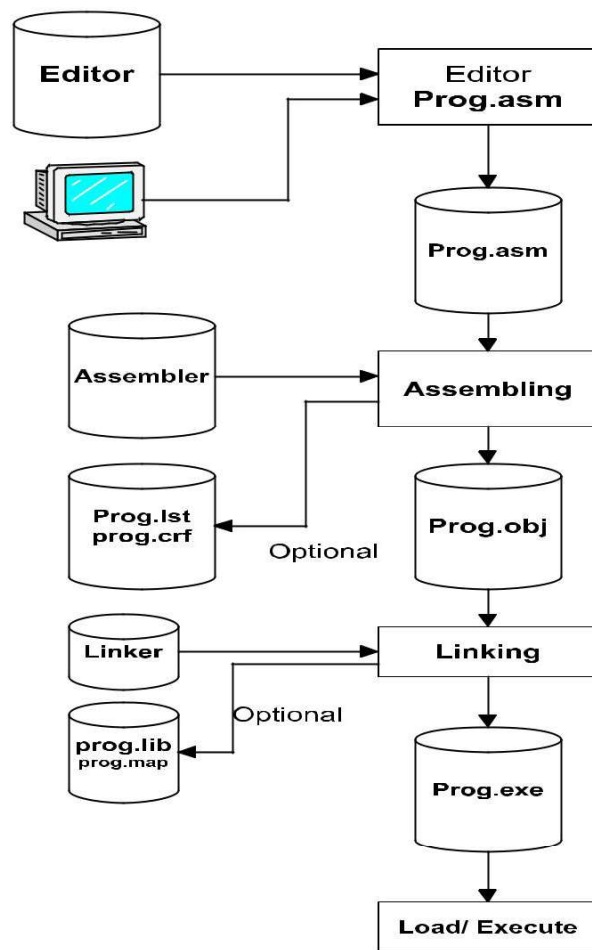 Editor
Editor
Prog.asm
Prog.asm
Assembler
Assembling
Prog.lst
prog.crf
Optional
Prog.obj
Linker
Linking
Optional
prog.lib
prog.map
Prog.exe
Load/ Execute